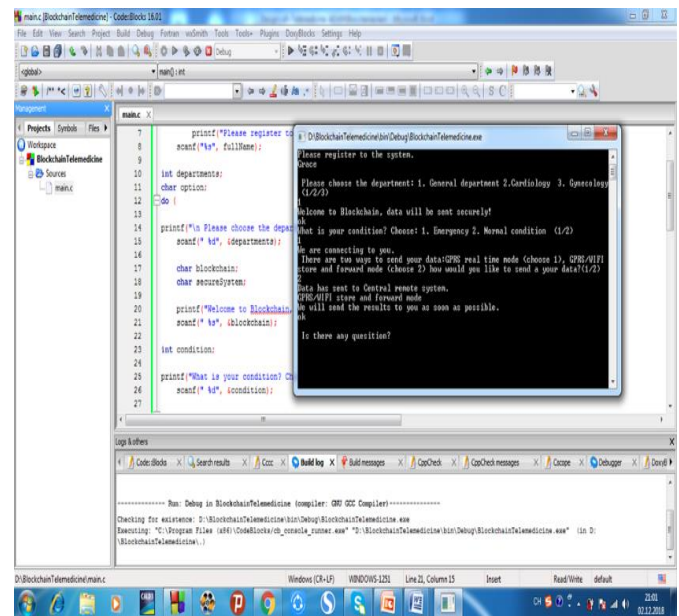 main.c [BlockchainTelemedicine] - Code::Blocks 16.01
File Edit View Search Project Build Debug Fortran wxSmith Tools Tools+ Plugins DoxyBlocks Settings Help
Debug
<global>
main() : int
Management
Projects Symbols Files
Workspace
BlockchainTelemedicine
Sources
main.c
main.c
7 printf("Please register to
8 scanf("%s", fullName);
9
10 int departments;
11 char option;
12 do {
13
14 printf("\n Please choose the depar
15 scanf(" %d", &departments);
16
17 char blockchain;
18 char secureSystem;
19
20 printf("Welcome to Blockchain,
21 scanf(" %s", &blockchain);
22
23 int condition;
24
25 printf("What is your condition? Ch
26 scanf(" %d", &condition);
27
D:\BlockchainTelemedicine\bin\Debug\BlockchainTelemedicine.exe
Please register to the system.
Grace
Please choose the department: 1. General department 2.Cardiology 3. Gynecology
(1/2/3)
1
Welcome to Blockchain, data will be sent securely!
ok
What is your condition? Choose: 1. Emergency 2. Normal condition (1/2)
1
We are connecting to you.
There are two ways to send your data:GPRS real time mode (choose 1), GPRS/WIFI
store and forward mode (choose 2) how would you like to send a your data?(1/2)
2
Data has sent to Central remote system.
GPRS/WIFI store and forward mode
We will send the results to you as soon as possible.
ok
Is there any quesition?
Logs & others
Code::Blocks Search results Cccc Build log Build messages CppCheck CppCheck messages Cscope Debugger DoxyBl
-------------- Run: Debug in BlockchainTelemedicine (compiler: GNU GCC Compiler)---------------
Checking for existence: D:\BlockchainTelemedicine\bin\Debug\BlockchainTelemedicine.exe
Executing: "C:\Program Files (x86)\CodeBlocks/cb_console_runner.exe" "D:\BlockchainTelemedicine\bin\Debug\BlockchainTelemedicine.exe" (in D:
\BlockchainTelemedicine\.)
D:\BlockchainTelemedicine\main.c Windows (CR+LF) WINDOWS-1251 Line 21, Column 15 Insert Read/Write default
CH
21:01
02.12.2018